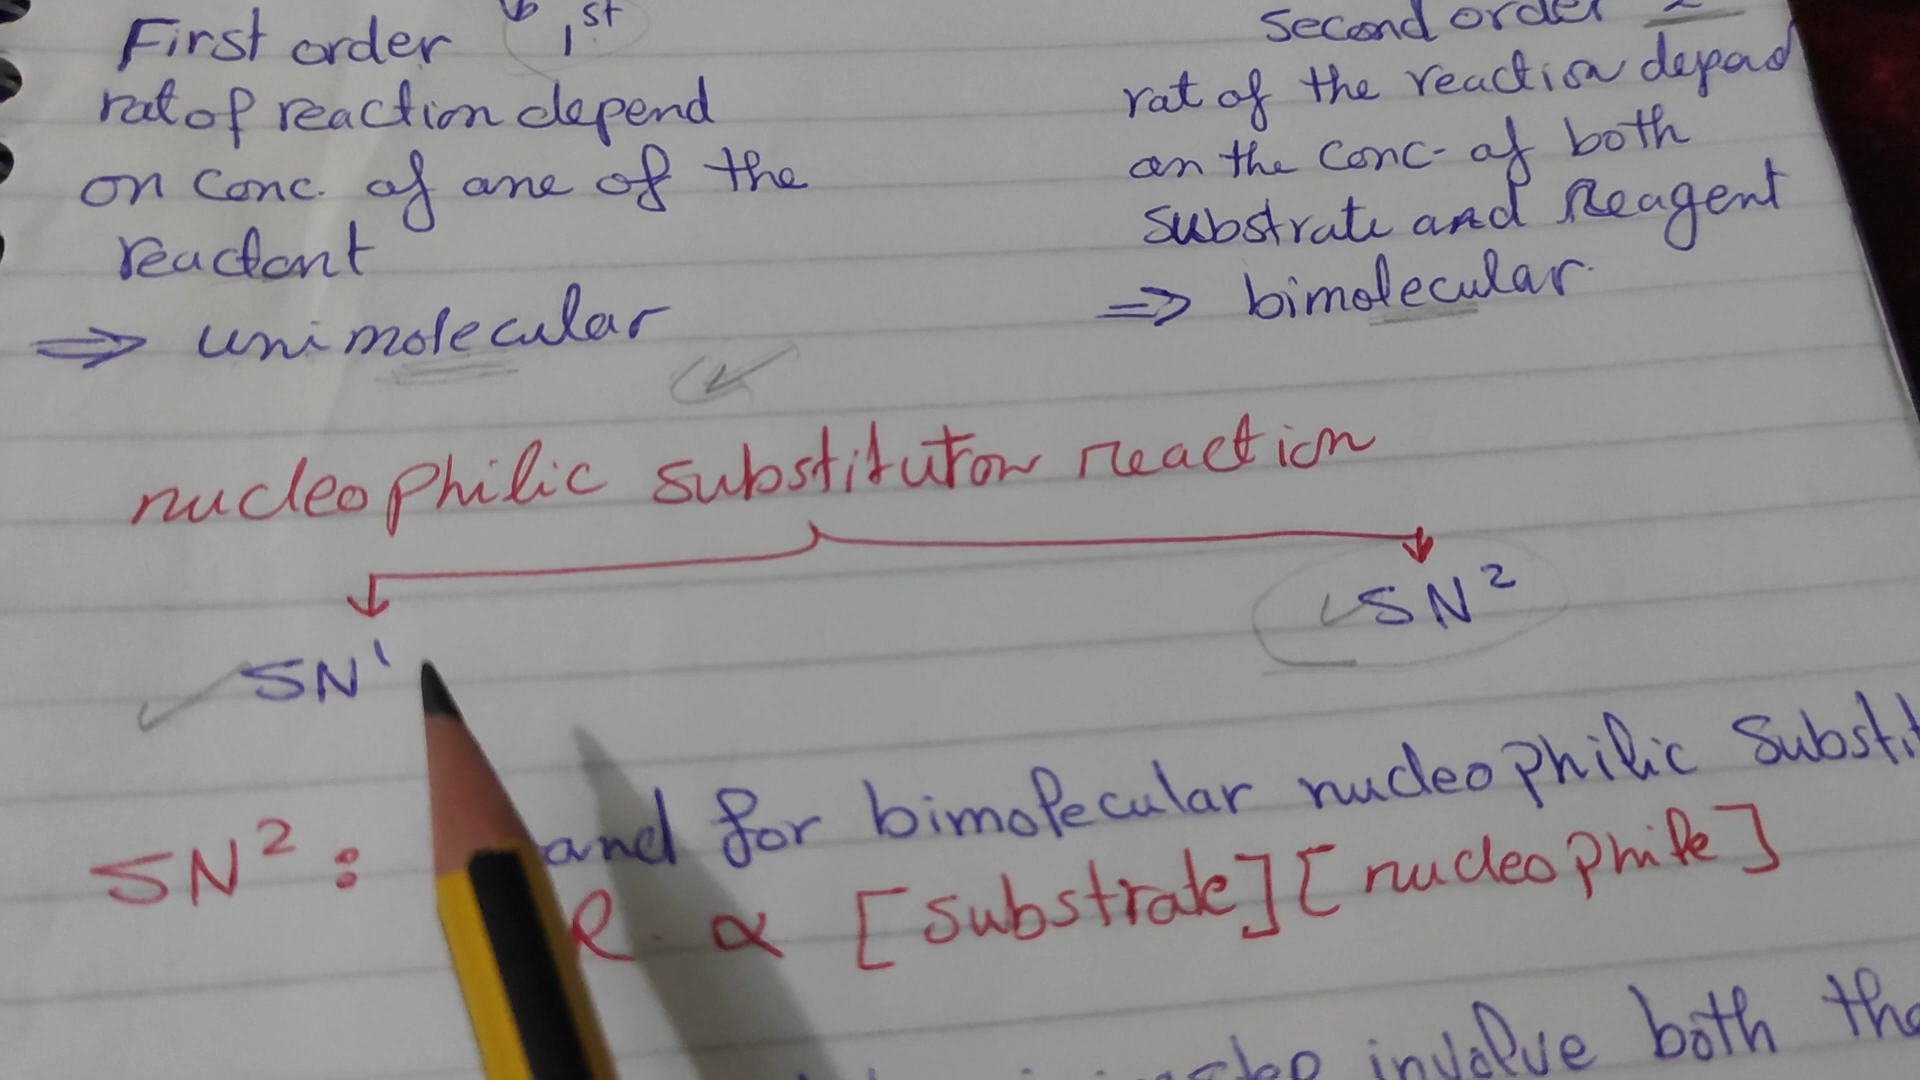 First order 1st
rat of reaction depend
on conc. of one of the
reactant
⇒ unimolecular
Second order
rat of the reaction depend
on the conc. of both
substrate and Reagent
⇒ bimolecular
nucleophilic substitution reaction
SN¹
SN²
SN²: and for bimolecular nucleophilic Substit
R ∝ [substrate][nucleophile]
involve both the